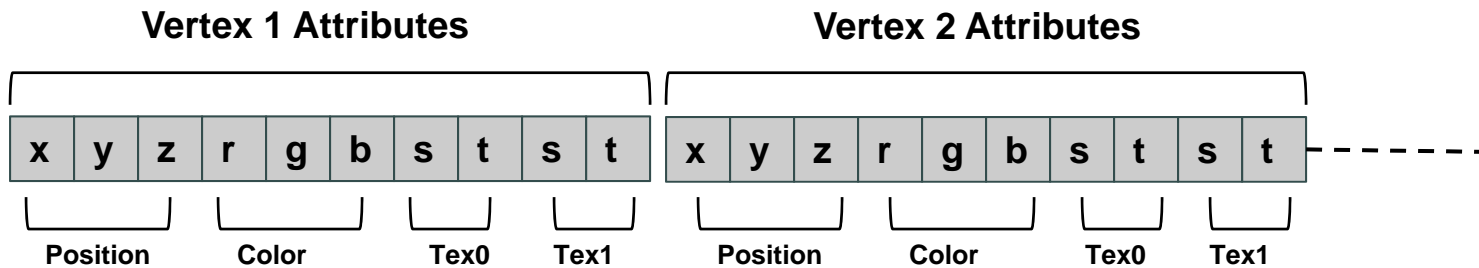 Vertex 1 Attributes Vertex 2 Attributes
x y z r g b s t s t x y z r g b s t s t
Position Color Tex0 Tex1 Position Color Tex0 Tex1